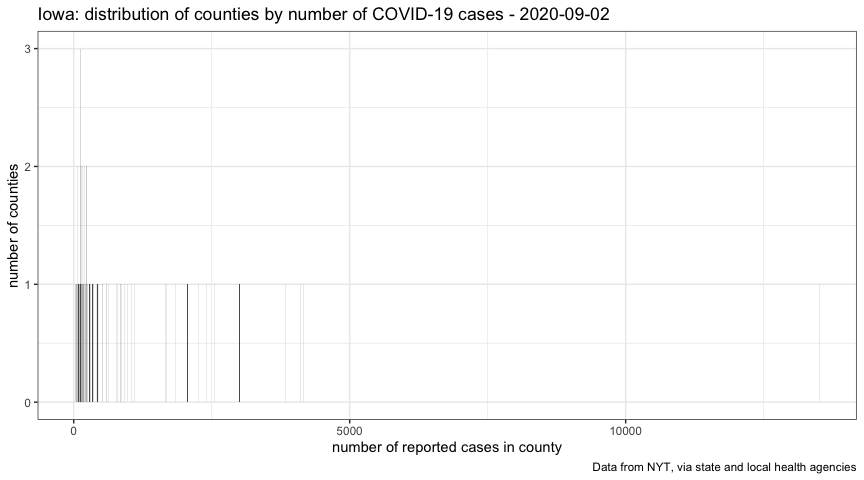 Iowa: distribution of counties by number of COVID-19 cases - 2020-09-02
3
2
1
0
number of counties
0 5000 10000
number of reported cases in county
Data from NYT, via state and local health agencies